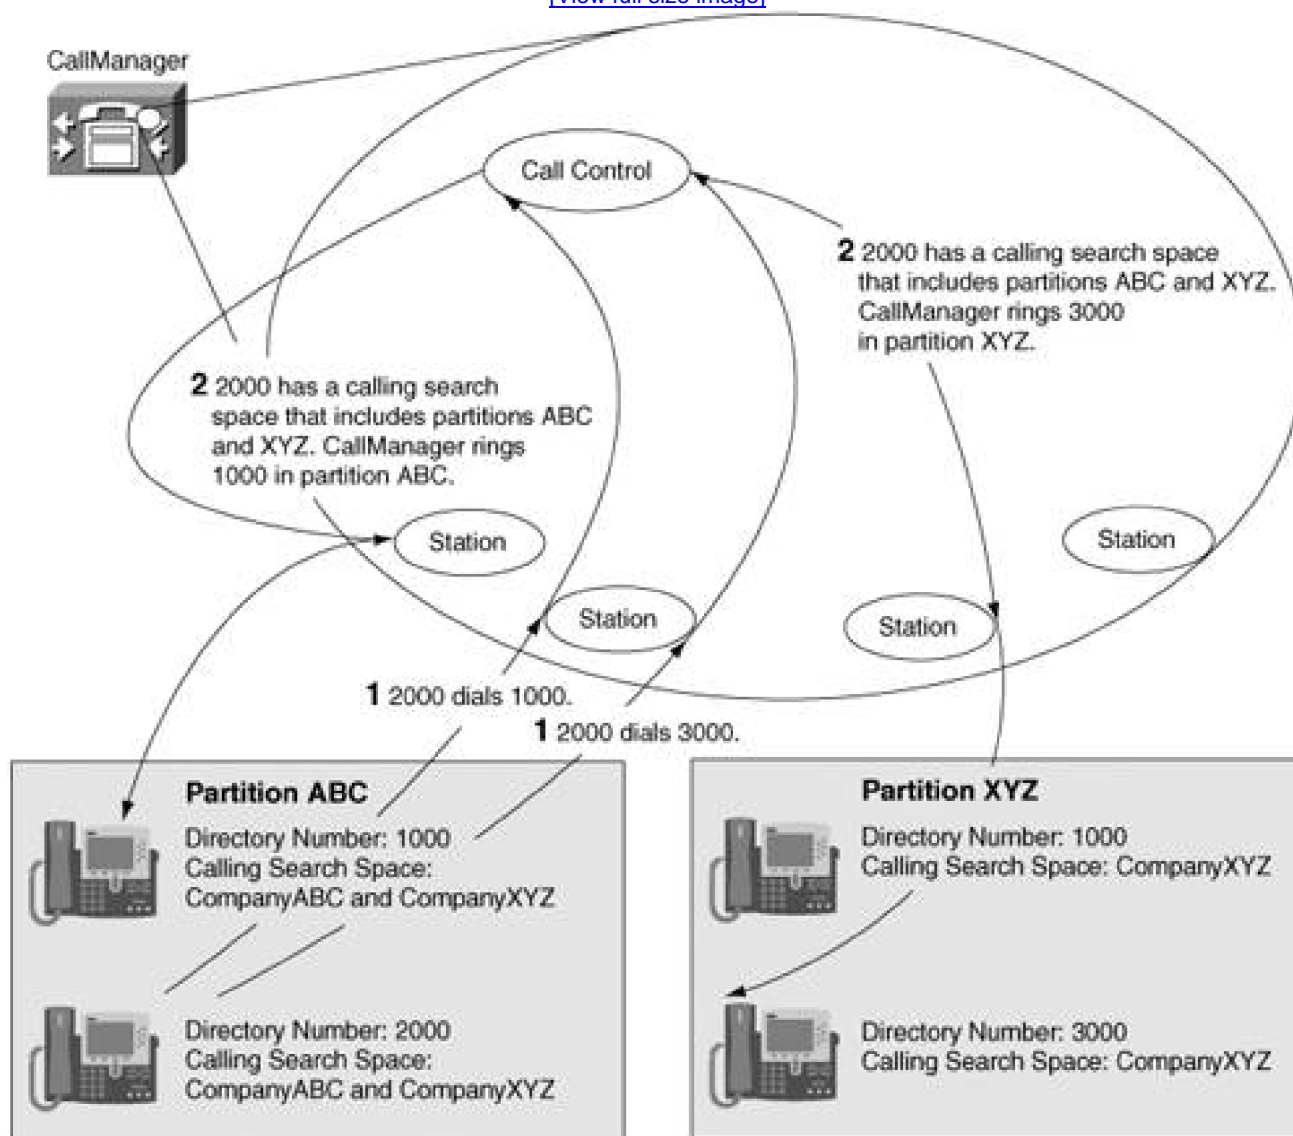 [View full size image]
CallManager
Call Control
2 2000 has a calling search space
that includes partitions ABC and XYZ.
CallManager rings 3000
in partition XYZ.
2 2000 has a calling search
space that includes partitions ABC
and XYZ. CallManager rings
1000 in partition ABC.
Station
Station
Station
Station
1 2000 dials 1000.
1 2000 dials 3000.
Partition ABC
Directory Number: 1000
Calling Search Space:
CompanyABC and CompanyXYZ
Directory Number: 2000
Calling Search Space:
CompanyABC and CompanyXYZ
Partition XYZ
Directory Number: 1000
Calling Search Space: CompanyXYZ
Directory Number: 3000
Calling Search Space: CompanyXYZ